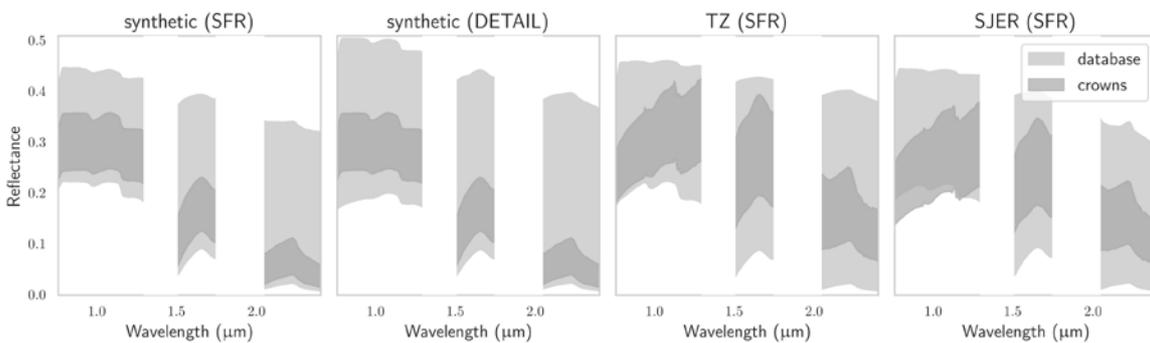 synthetic (SFR) synthetic (DETAIL) TZ (SFR) SJER (SFR)
0.5
database
0.4
crowns
0.3
0.2
0.1
0.0
Reflectance
1.0 1.5 2.0 1.0 1.5 2.0 1.0 1.5 2.0 1.0 1.5 2.0
Wavelength (μm) Wavelength (μm) Wavelength (μm) Wavelength (μm)